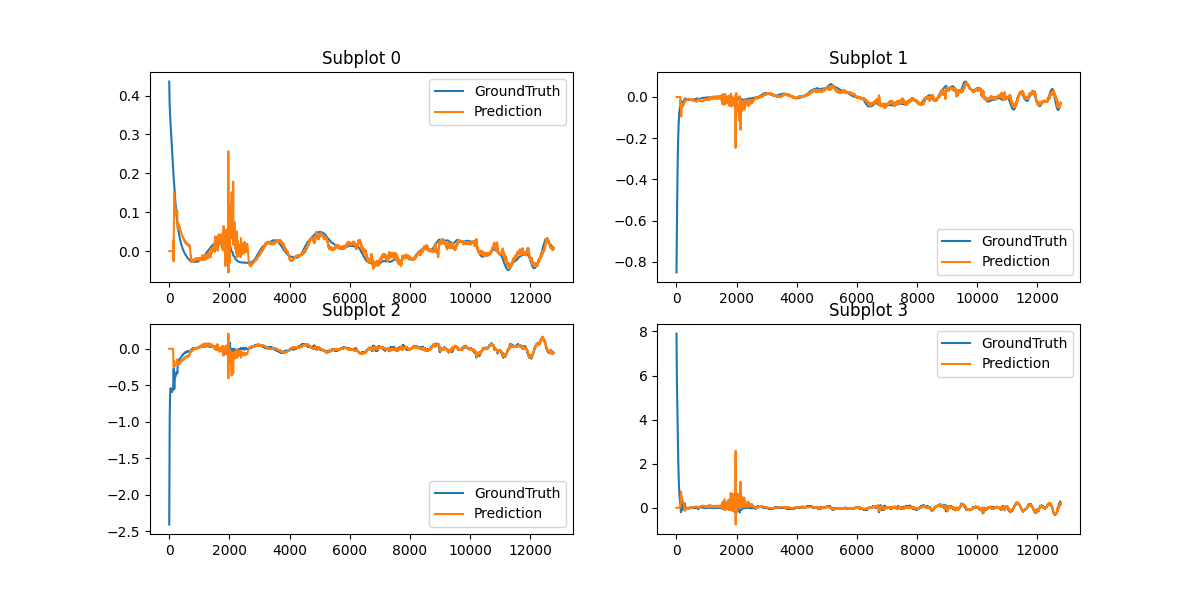 Subplot 0
0.4
0.3
0.2
0.1
0.0
0 2000 4000 6000 8000 10000 12000
GroundTruth
Prediction
Subplot 1
0.0
−0.2
−0.4
−0.6
−0.8
0 2000 4000 6000 8000 10000 12000
GroundTruth
Prediction
Subplot 2
0.0
−0.5
−1.0
−1.5
−2.0
−2.5
0 2000 4000 6000 8000 10000 12000
GroundTruth
Prediction
Subplot 3
8
6
4
2
0
0 2000 4000 6000 8000 10000 12000
GroundTruth
Prediction